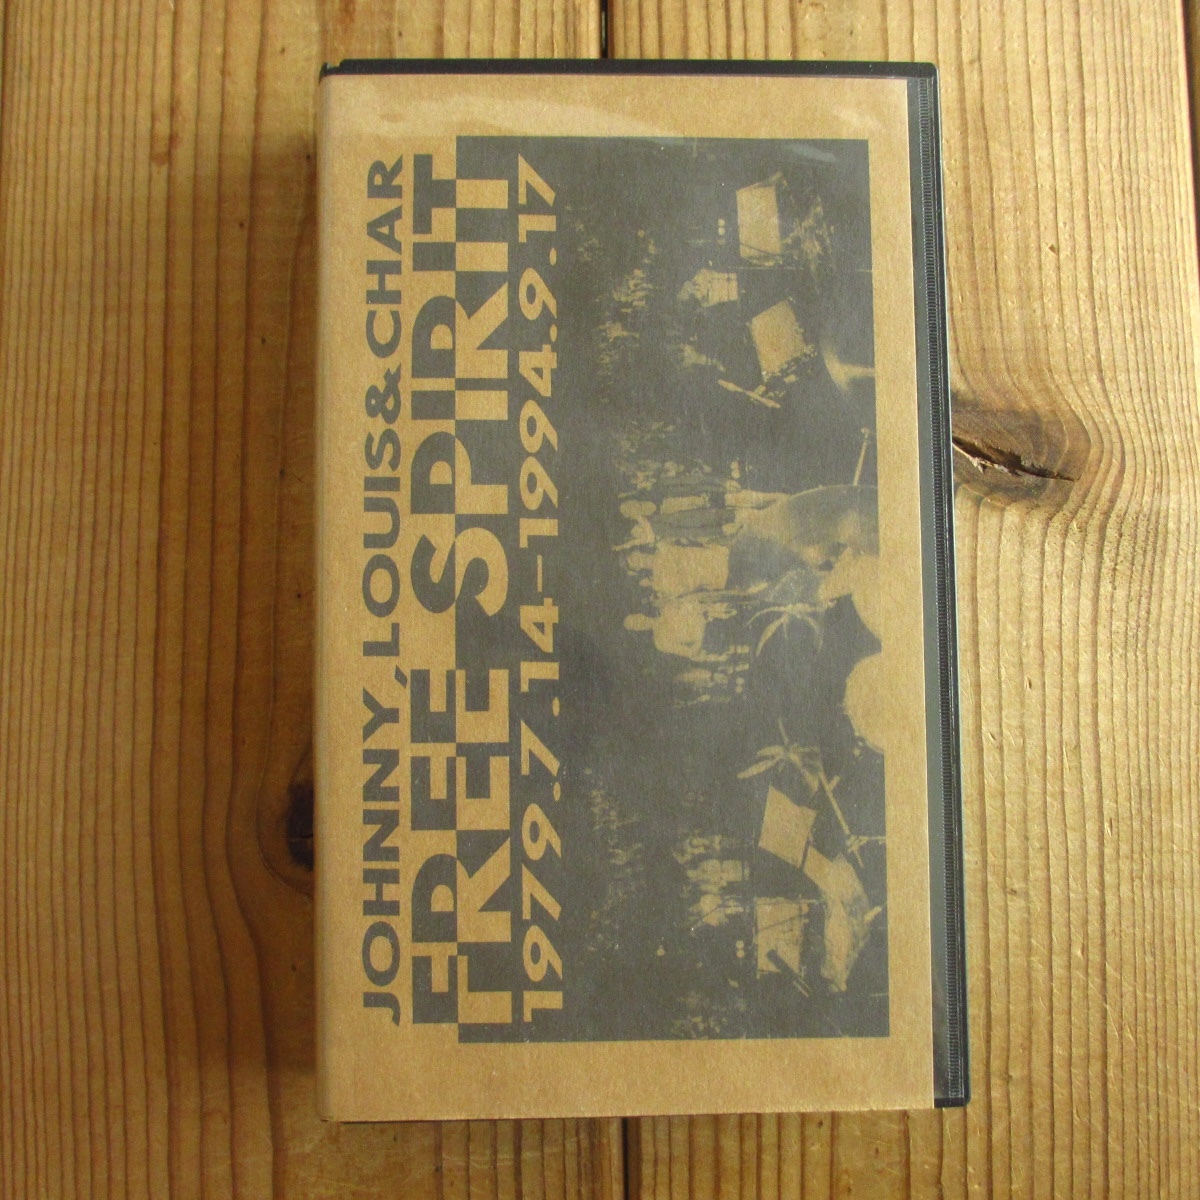 JOHNNY, LOUIS & CHAR
FREE SPIRIT
1979.7.14–1994.9.17